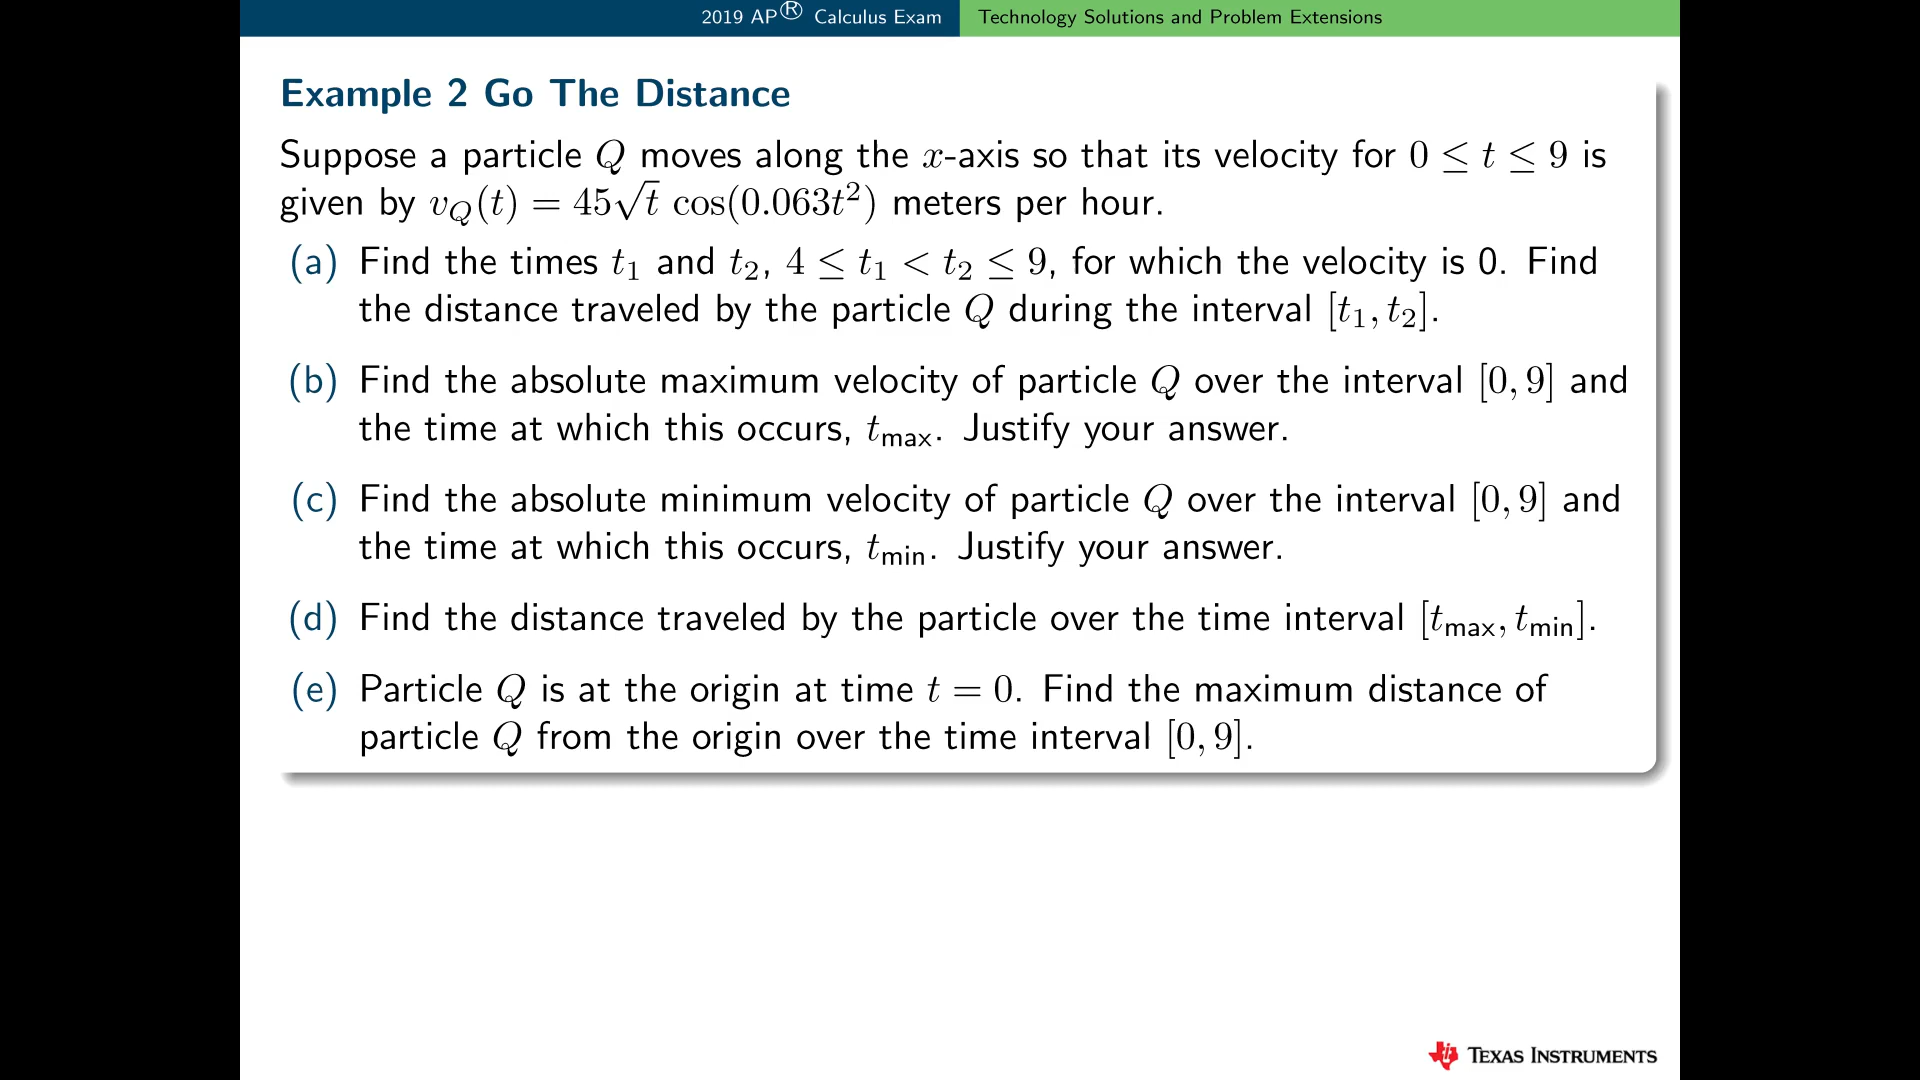 2019 AP® Calculus Exam Technology Solutions and Problem Extensions
Example 2 Go The Distance
Suppose a particle Q moves along the x-axis so that its velocity for 0 ≤ t ≤ 9 is
given by v_Q(t) = 45√t cos(0.063t²) meters per hour.
(a) Find the times t₁ and t₂, 4 ≤ t₁ < t₂ ≤ 9, for which the velocity is 0. Find
the distance traveled by the particle Q during the interval [t₁, t₂].
(b) Find the absolute maximum velocity of particle Q over the interval [0, 9] and
the time at which this occurs, t_max. Justify your answer.
(c) Find the absolute minimum velocity of particle Q over the interval [0, 9] and
the time at which this occurs, t_min. Justify your answer.
(d) Find the distance traveled by the particle over the time interval [t_max, t_min].
(e) Particle Q is at the origin at time t = 0. Find the maximum distance of
particle Q from the origin over the time interval [0, 9].
TEXAS INSTRUMENTS